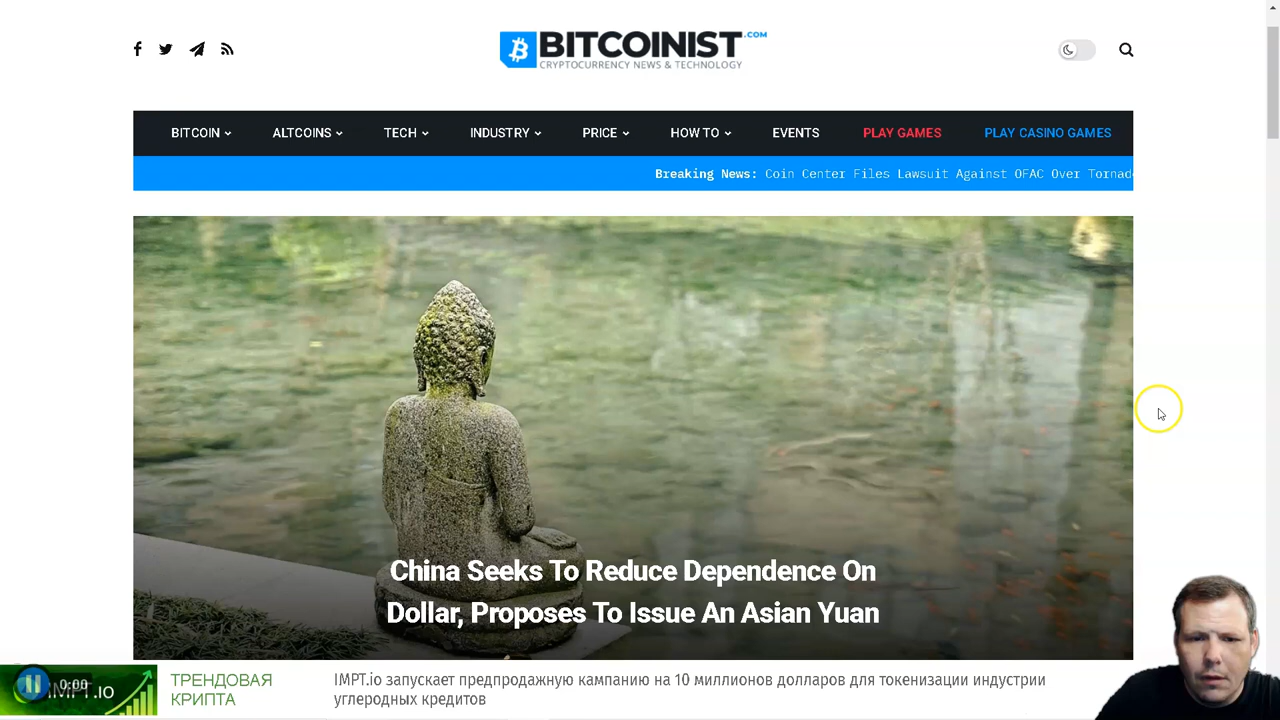 BITCOINIST.COM
CRYPTOCURRENCY NEWS & TECHNOLOGY
BITCOIN ALTCOINS TECH INDUSTRY PRICE HOW TO EVENTS PLAY GAMES PLAY CASINO GAMES
Breaking News: Coin Center Files Lawsuit Against OFAC Over Tornad
China Seeks To Reduce Dependence On
Dollar, Proposes To Issue An Asian Yuan
0:00
IMPT.IO
ТРЕНДОВАЯ
КРИПТА
IMPT.io запускает предпродажную кампанию на 10 миллионов долларов для токенизации индустрии
углеродных кредитов